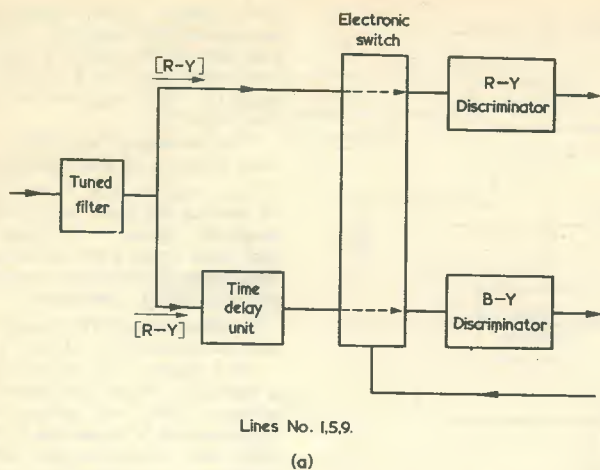 Electronic
switch
[R-Y]
R-Y
Discriminator
Tuned
filter
Time
delay
unit
[R-Y]
B-Y
Discriminator
Lines No. 1,5,9.
(a)